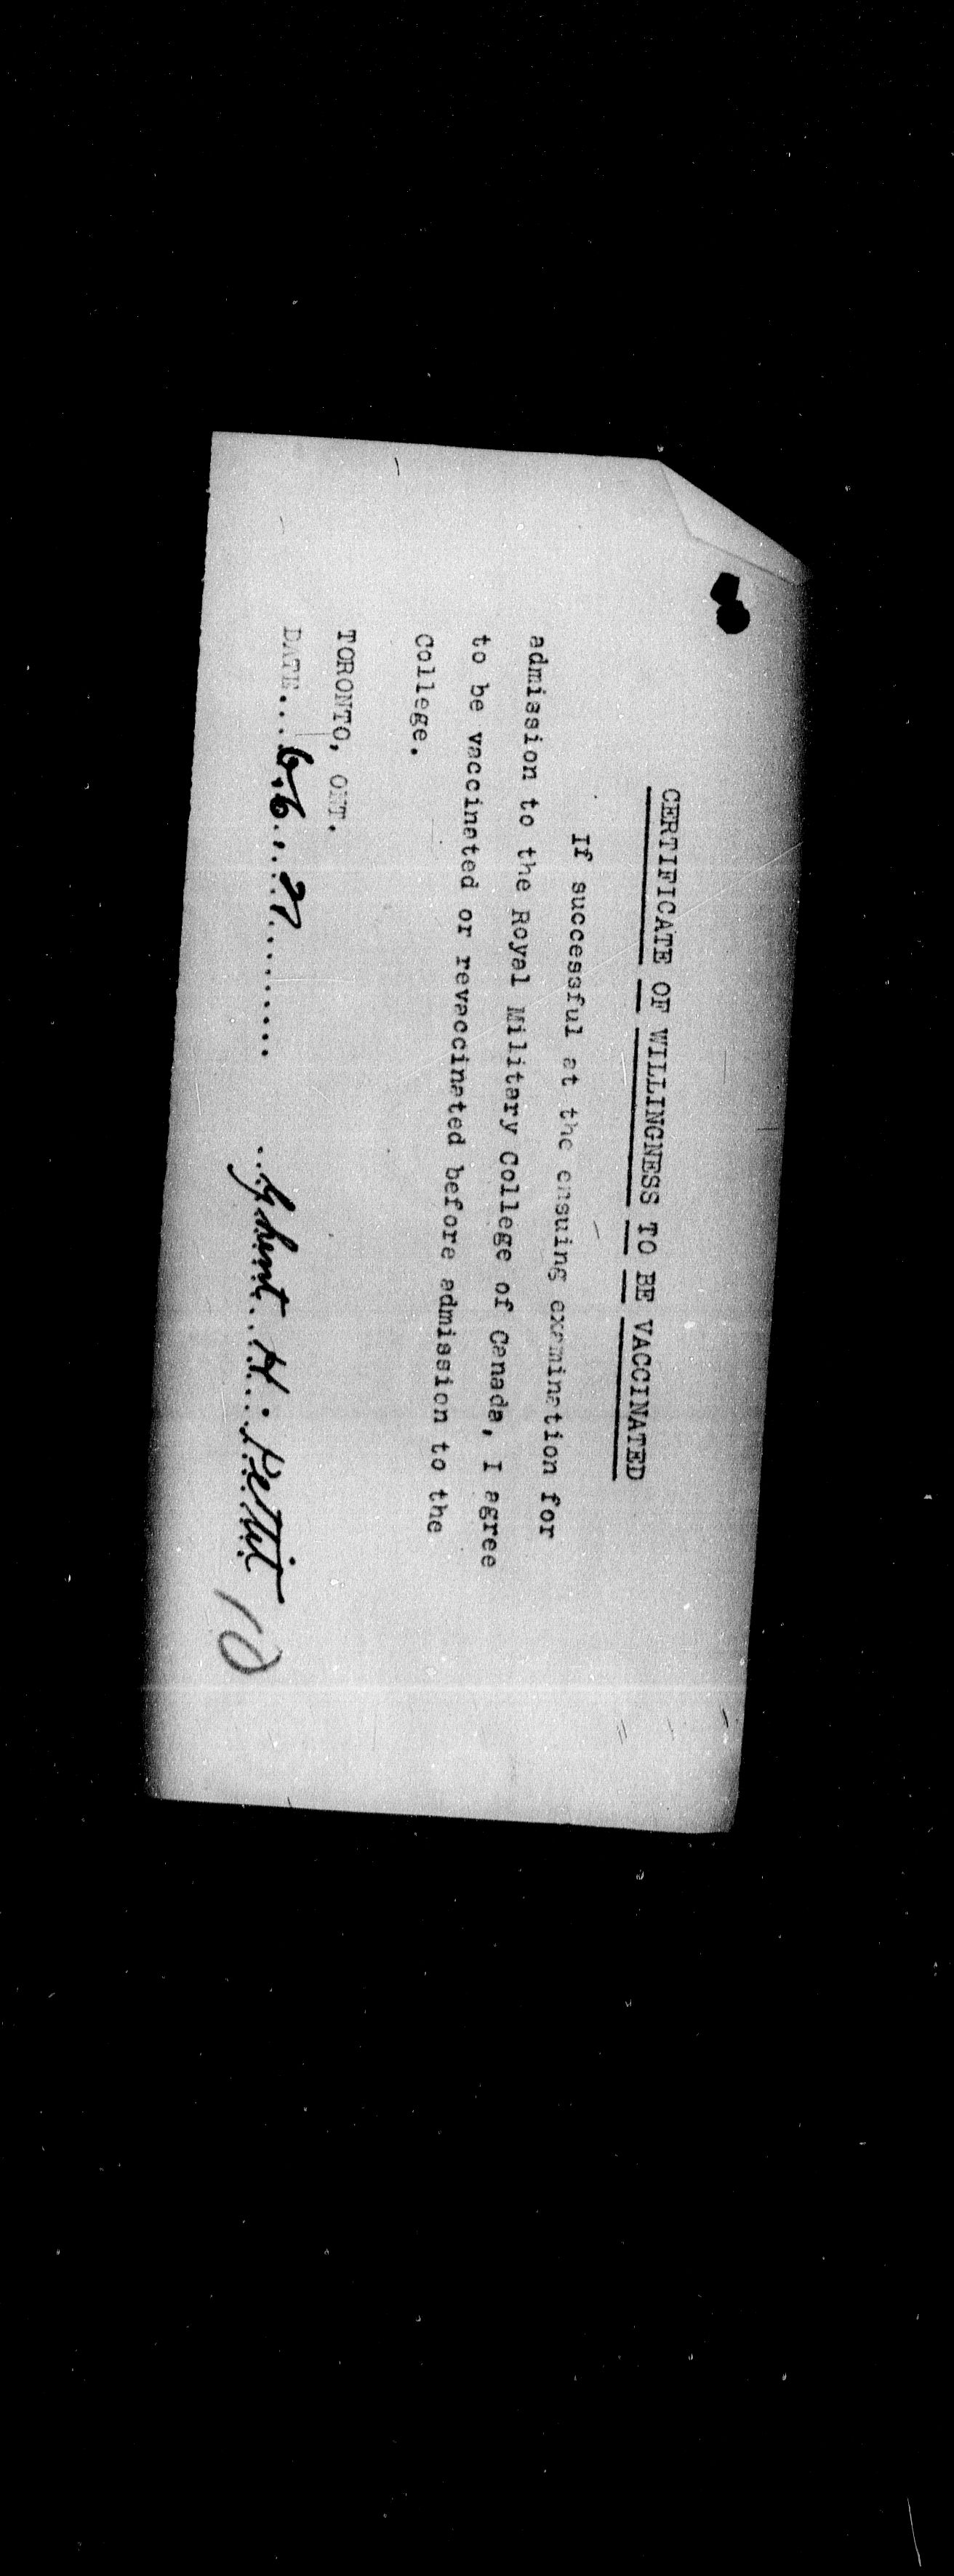 CERTIFICATE OF WILLINGNESS TO BE VACCINATED
If successful at the ensuing examination for
admission to the Royal Military College of Canada, I agree
to be vaccinated or revaccinated before admission to the
College.
TORONTO, ONT.
DATE....6.6...27........ H. Pettit
10